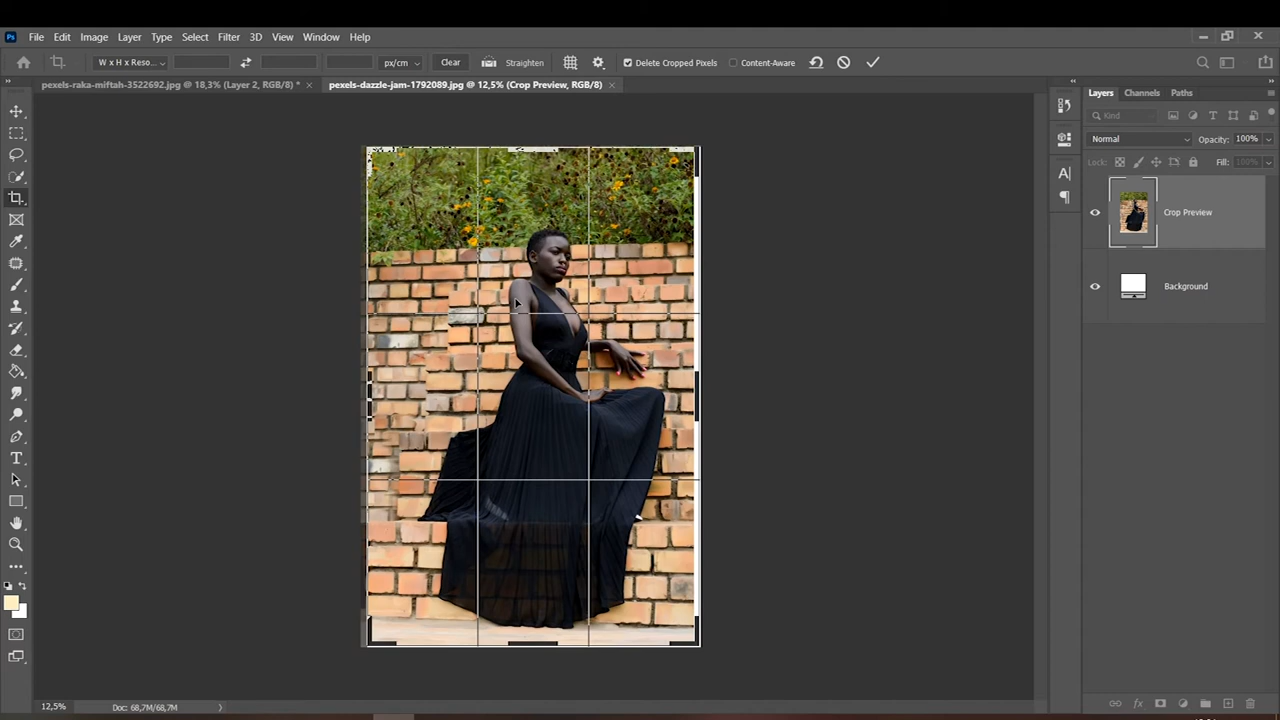 Ps File Edit Image Layer Type Select Filter 3D View Window Help
W x H x Reso... px/cm Clear Straighten Delete Cropped Pixels Content-Aware
pexels-raka-miftah-3522692.jpg @ 18,3% (Layer 2, RGB/8) * × pexels-dazzle-jam-1792089.jpg @ 12,5% (Crop Preview, RGB/8) ×
Layers Channels Paths
Kind
Normal Opacity: 100%
Lock: Fill: 100%
Crop Preview
Background
12,5% Doc: 68,7M/68,7M